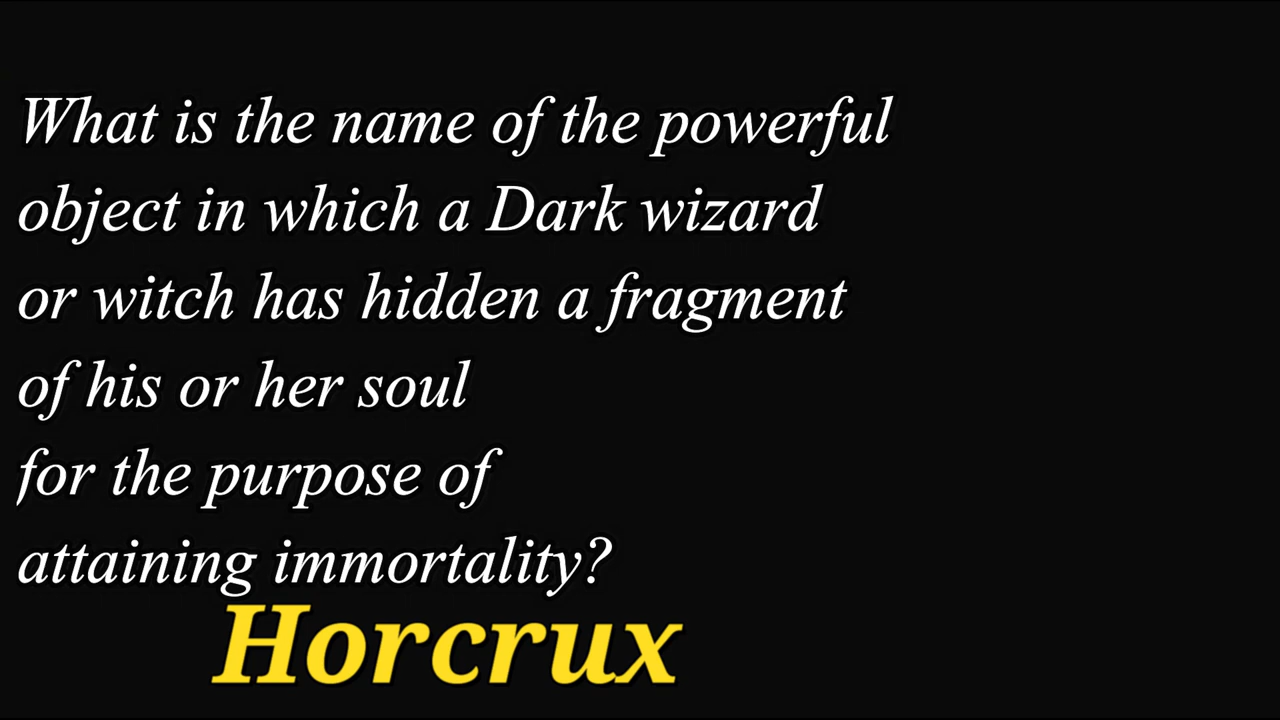 What is the name of the powerful
object in which a Dark wizard
or witch has hidden a fragment
of his or her soul
for the purpose of
attaining immortality?
Horcrux